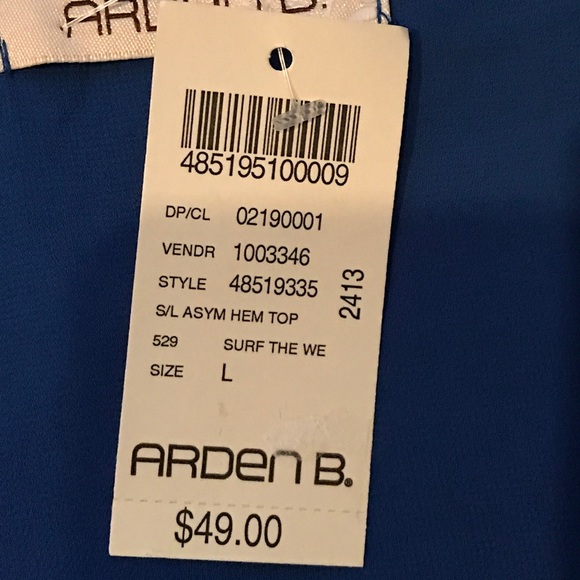 ARDEN B.
485195100009
DP/CL 02190001
VENDR 1003346
STYLE 48519335
2413
S/L ASYM HEM TOP
529 SURF THE WE
SIZE L
ARDen B.®
$49.00